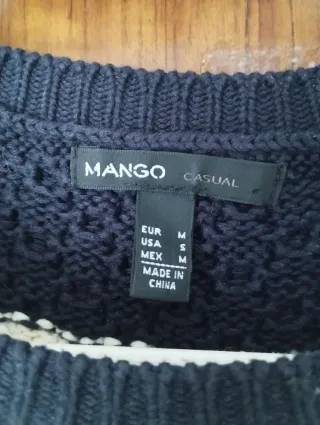 MANGO CASUAL
EUR M
USA S
MEX M
MADE IN
CHINA